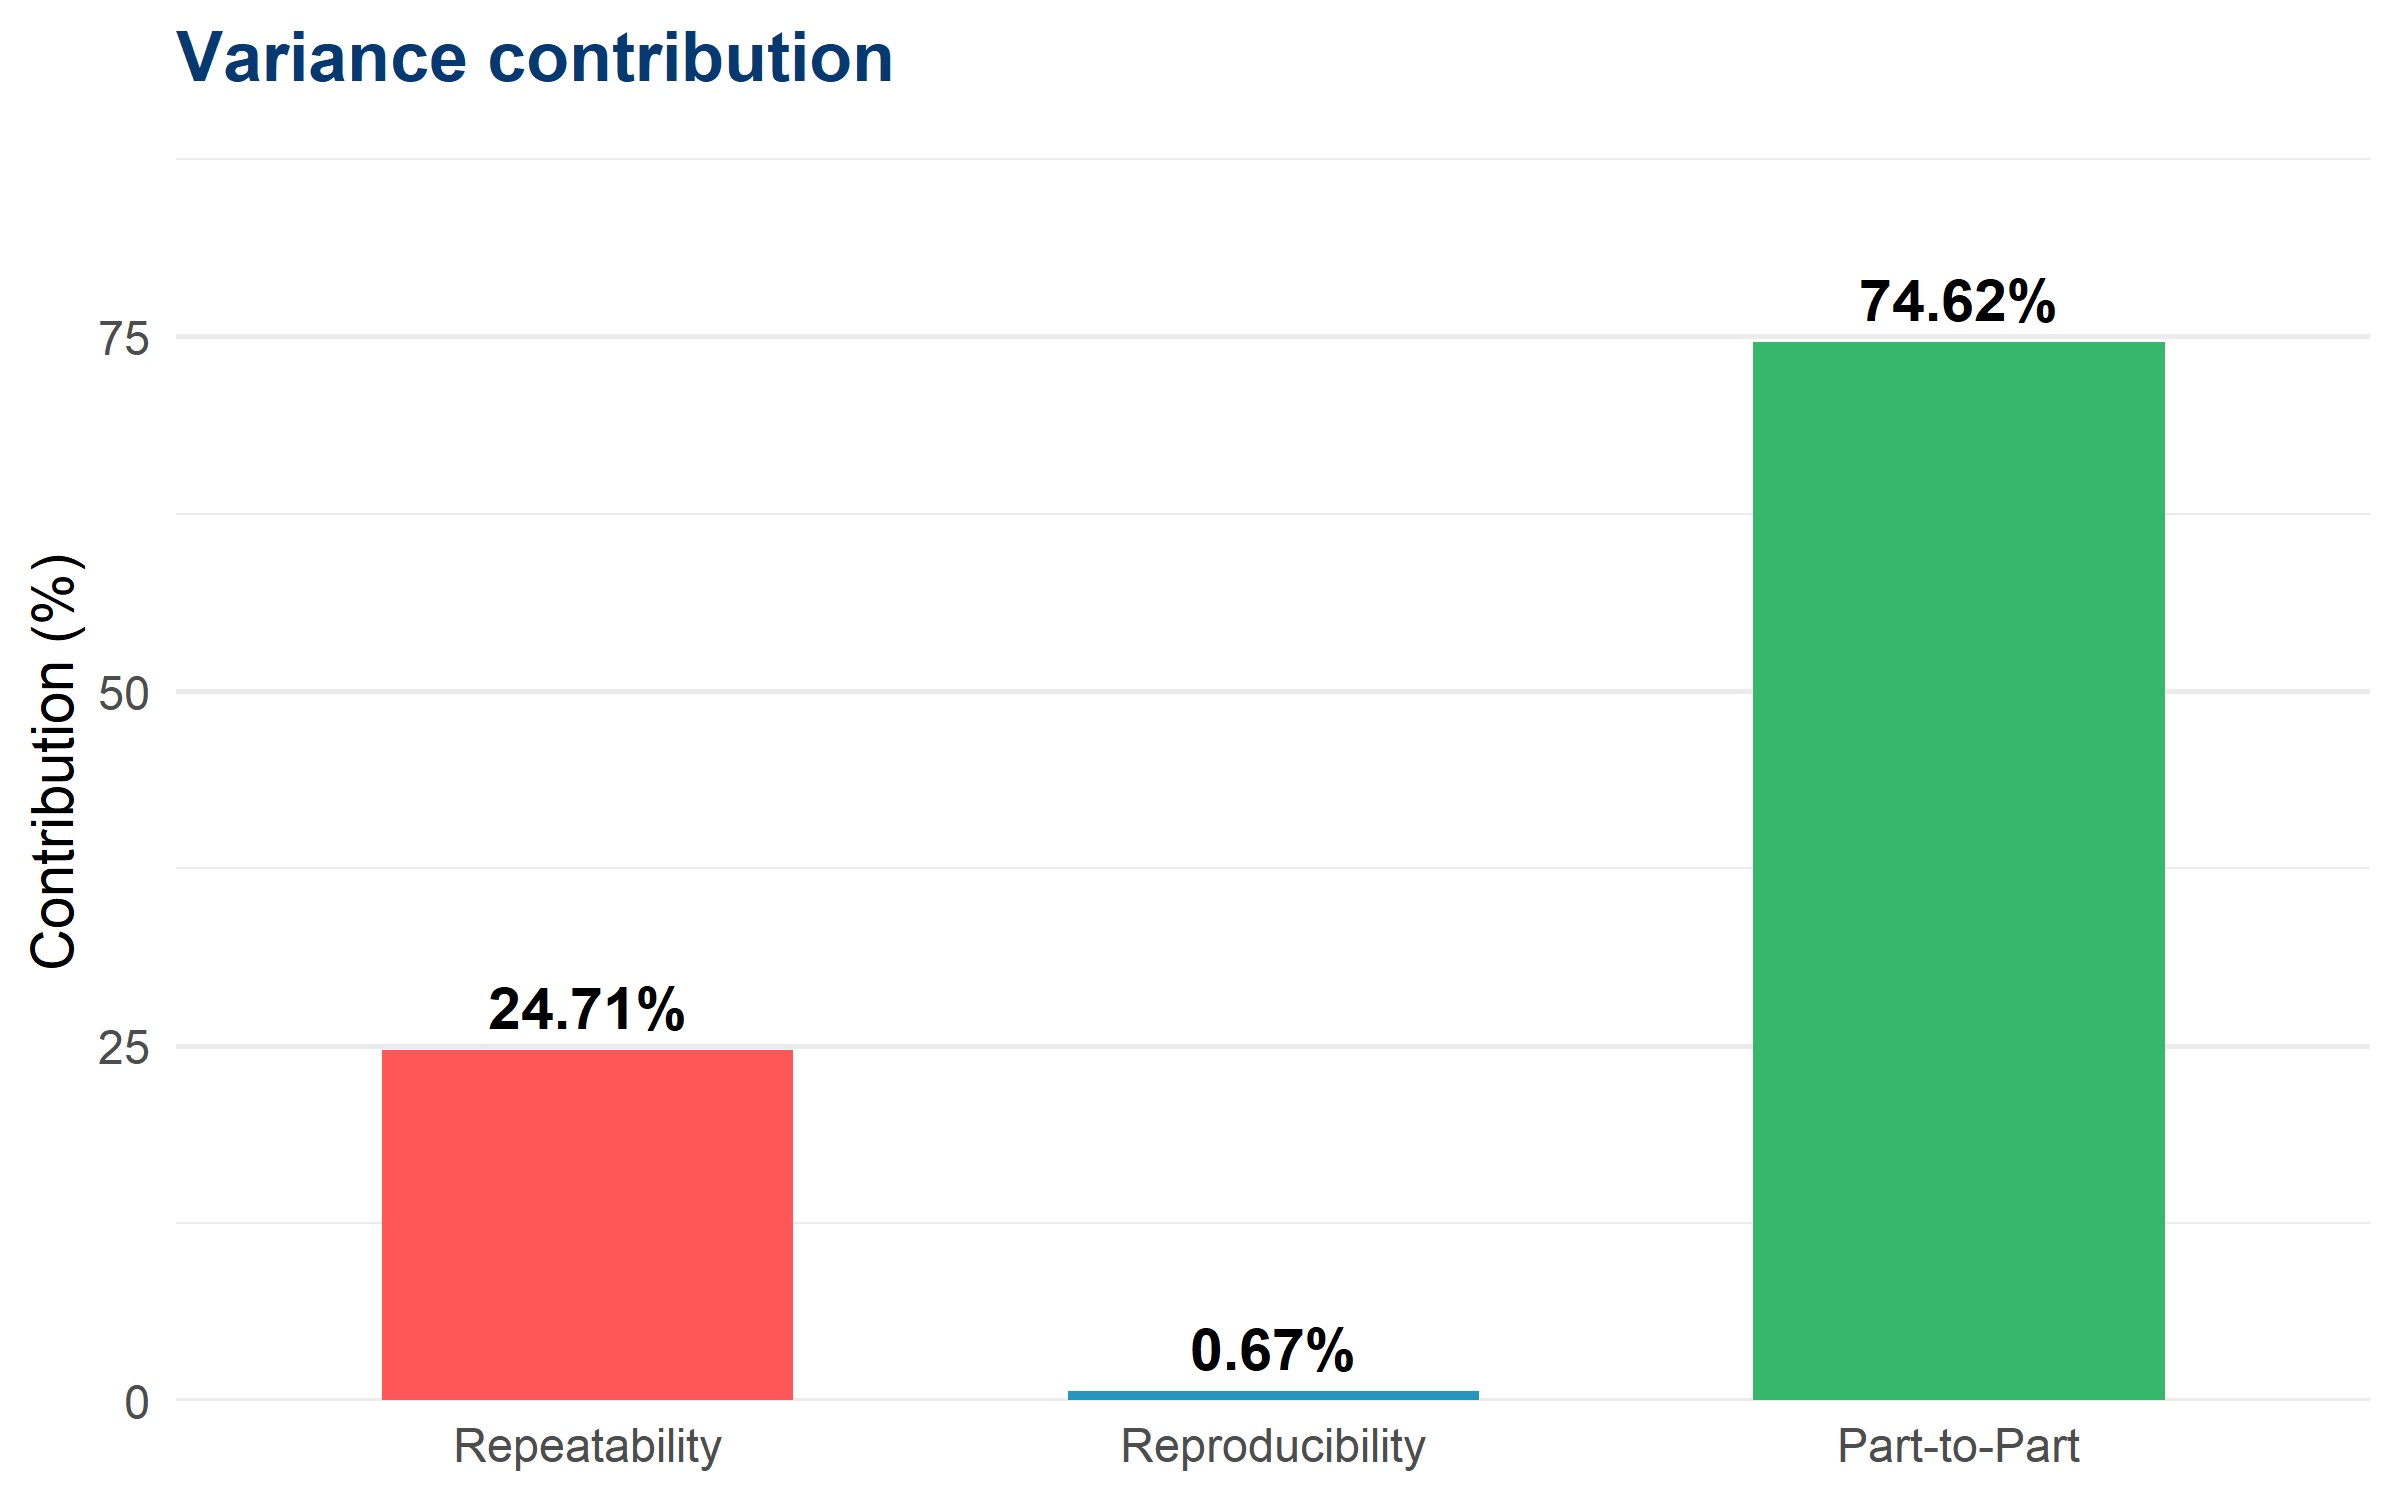 Variance contribution
Contribution (%)
75
50
25
0
74.62%
24.71%
0.67%
Repeatability
Reproducibility
Part-to-Part